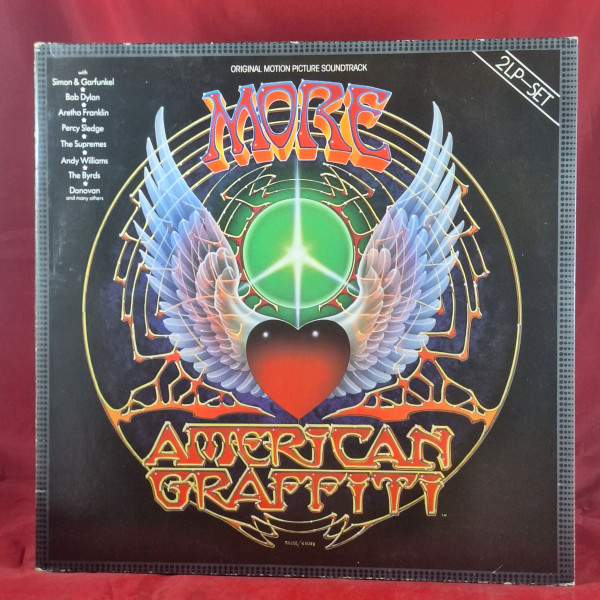 ORIGINAL MOTION PICTURE SOUNDTRACK
2LP-SET
with
Simon & Garfunkel
Bob Dylan
Aretha Franklin
Percy Sledge
The Supremes
Andy Williams
The Byrds
Donovan
and many others
MORE
AMERICAN
GRAFFITI